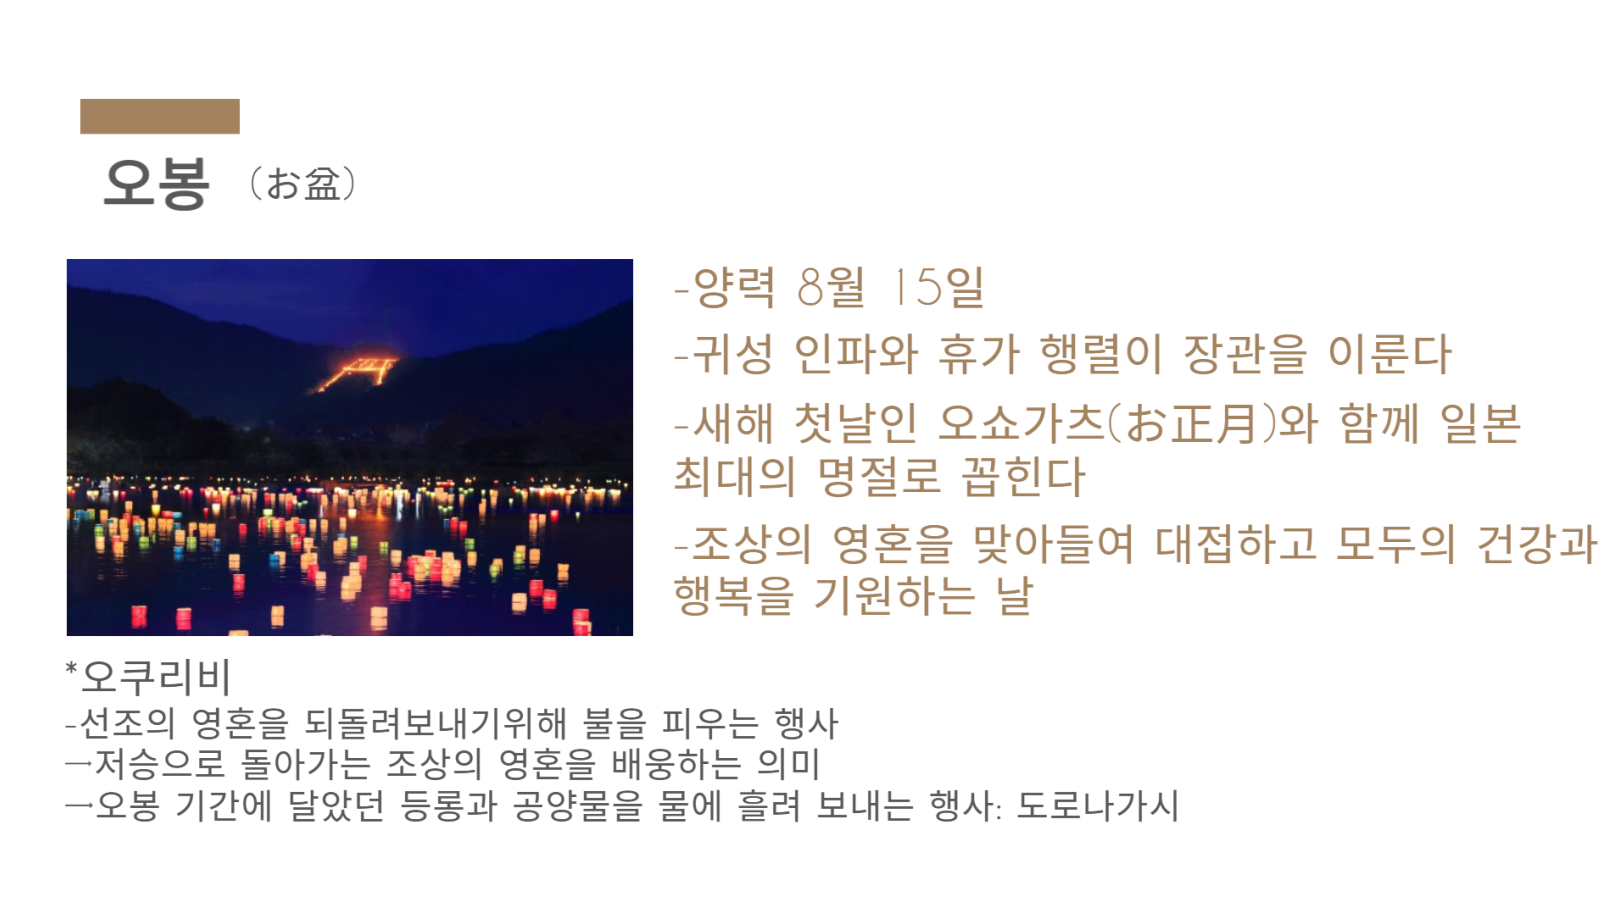 오봉 (お盆)
-양력 8월 15일
-귀성 인파와 휴가 행렬이 장관을 이룬다
-새해 첫날인 오쇼가츠(お正月)와 함께 일본
최대의 명절로 꼽힌다
-조상의 영혼을 맞아들여 대접하고 모두의 건강과
행복을 기원하는 날
*오쿠리비
-선조의 영혼을 되돌려보내기위해 불을 피우는 행사
→저승으로 돌아가는 조상의 영혼을 배웅하는 의미
→오봉 기간에 달았던 등롱과 공양물을 물에 흘려 보내는 행사: 도로나가시